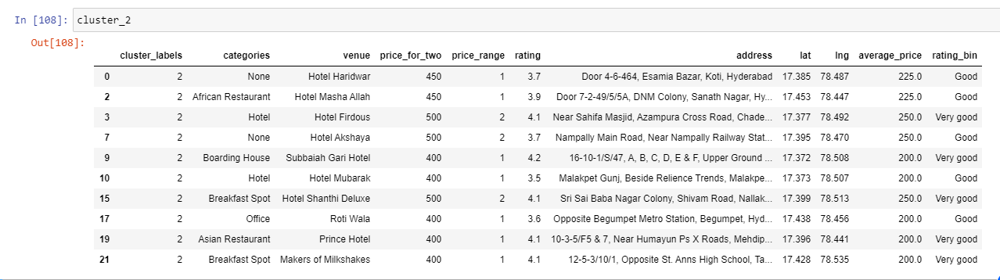 In [108]: cluster_2
Out[108]:
cluster_labels categories venue price_for_two price_range rating address lat lng average_price rating_bin
0 2 None Hotel Haridwar 450 1 3.7 Door 4-6-464, Esamia Bazar, Koti, Hyderabad 17.385 78.487 225.0 Good
2 2 African Restaurant Hotel Masha Allah 450 1 3.9 Door 7-2-49/5/5A, DNM Colony, Sanath Nagar, Hy... 17.453 78.447 225.0 Good
3 2 Hotel Hotel Firdous 500 2 4.1 Near Sahifa Masjid, Azampura Cross Road, Chade... 17.377 78.492 250.0 Very good
7 2 None Hotel Akshaya 500 2 3.7 Nampally Main Road, Near Nampally Railway Stat... 17.395 78.470 250.0 Good
9 2 Boarding House Subbaiah Gari Hotel 400 1 4.2 16-10-1/S/47, A, B, C, D, E & F, Upper Ground ... 17.372 78.508 200.0 Very good
10 2 Hotel Hotel Mubarak 400 1 3.5 Malakpet Gunj, Beside Relience Trends, Malakpe... 17.373 78.507 200.0 Good
15 2 Breakfast Spot Hotel Shanthi Deluxe 500 2 4.1 Sri Sai Baba Nagar Colony, Shivam Road, Nallak... 17.399 78.513 250.0 Very good
17 2 Office Roti Wala 400 1 3.6 Opposite Begumpet Metro Station, Begumpet, Hyd... 17.438 78.456 200.0 Good
19 2 Asian Restaurant Prince Hotel 400 1 4.1 10-3-5/F5 & 7, Near Humayun Ps X Roads, Mehdip... 17.396 78.441 200.0 Very good
21 2 Breakfast Spot Makers of Milkshakes 400 1 4.1 12-5-3/10/1, Opposite St. Anns High School, Ta... 17.428 78.535 200.0 Very good